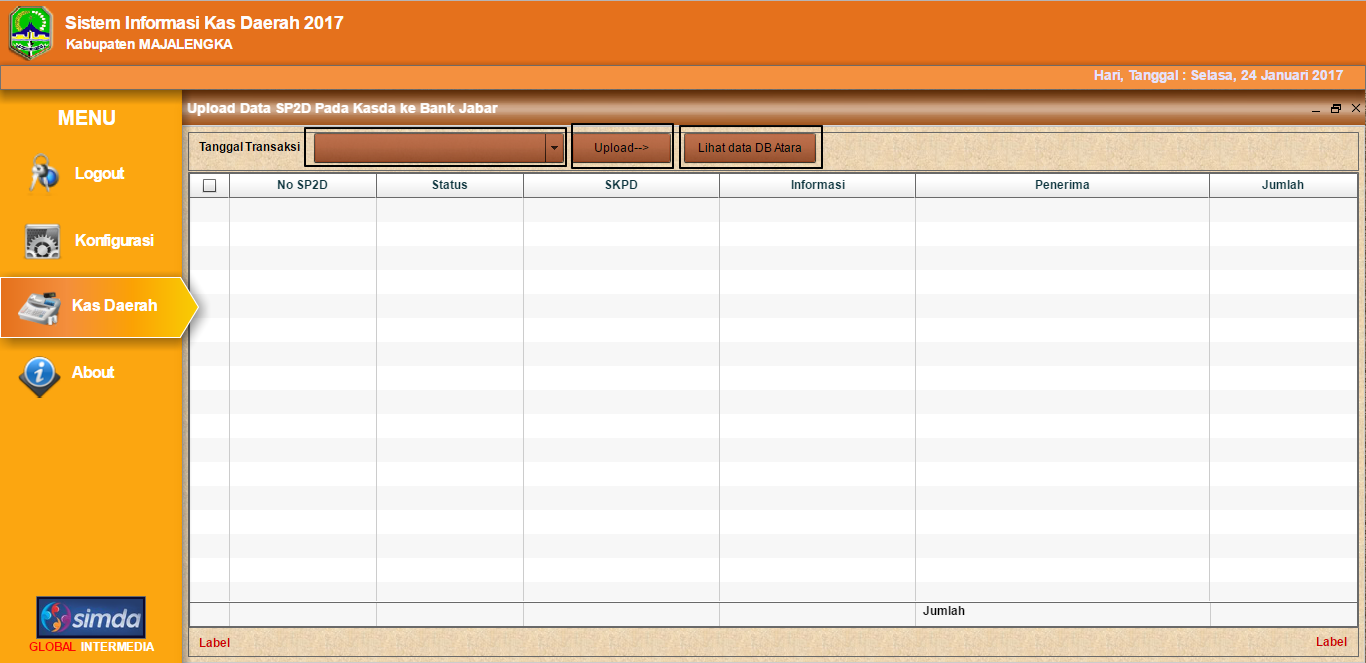 Sistem Informasi Kas Daerah 2017
Kabupaten MAJALENGKA
Hari, Tanggal : Selasa, 24 Januari 2017
MENU
Logout
Konfigurasi
Kas Daerah
About
simda
GLOBAL INTERMEDIA
Upload Data SP2D Pada Kasda ke Bank Jabar
Tanggal Transaksi Upload--> Lihat data DB Atara
No SP2D Status SKPD Informasi Penerima Jumlah
Jumlah
Label Label